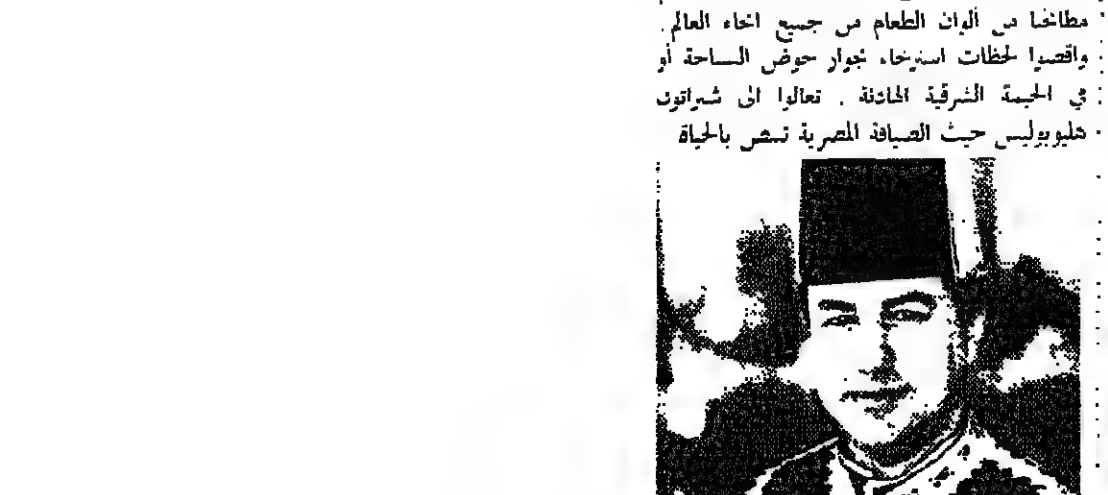 مطابخنا من ألوان الطعام من جميع انحاء العالم.
واقضوا لحظات استرخاء بجوار حوض السباحة أو
في الخيمة الشرقية الهادئة . تعالوا الى شيراتون
هليوبوليس حيث الضيافة المصرية تنبض بالحياة